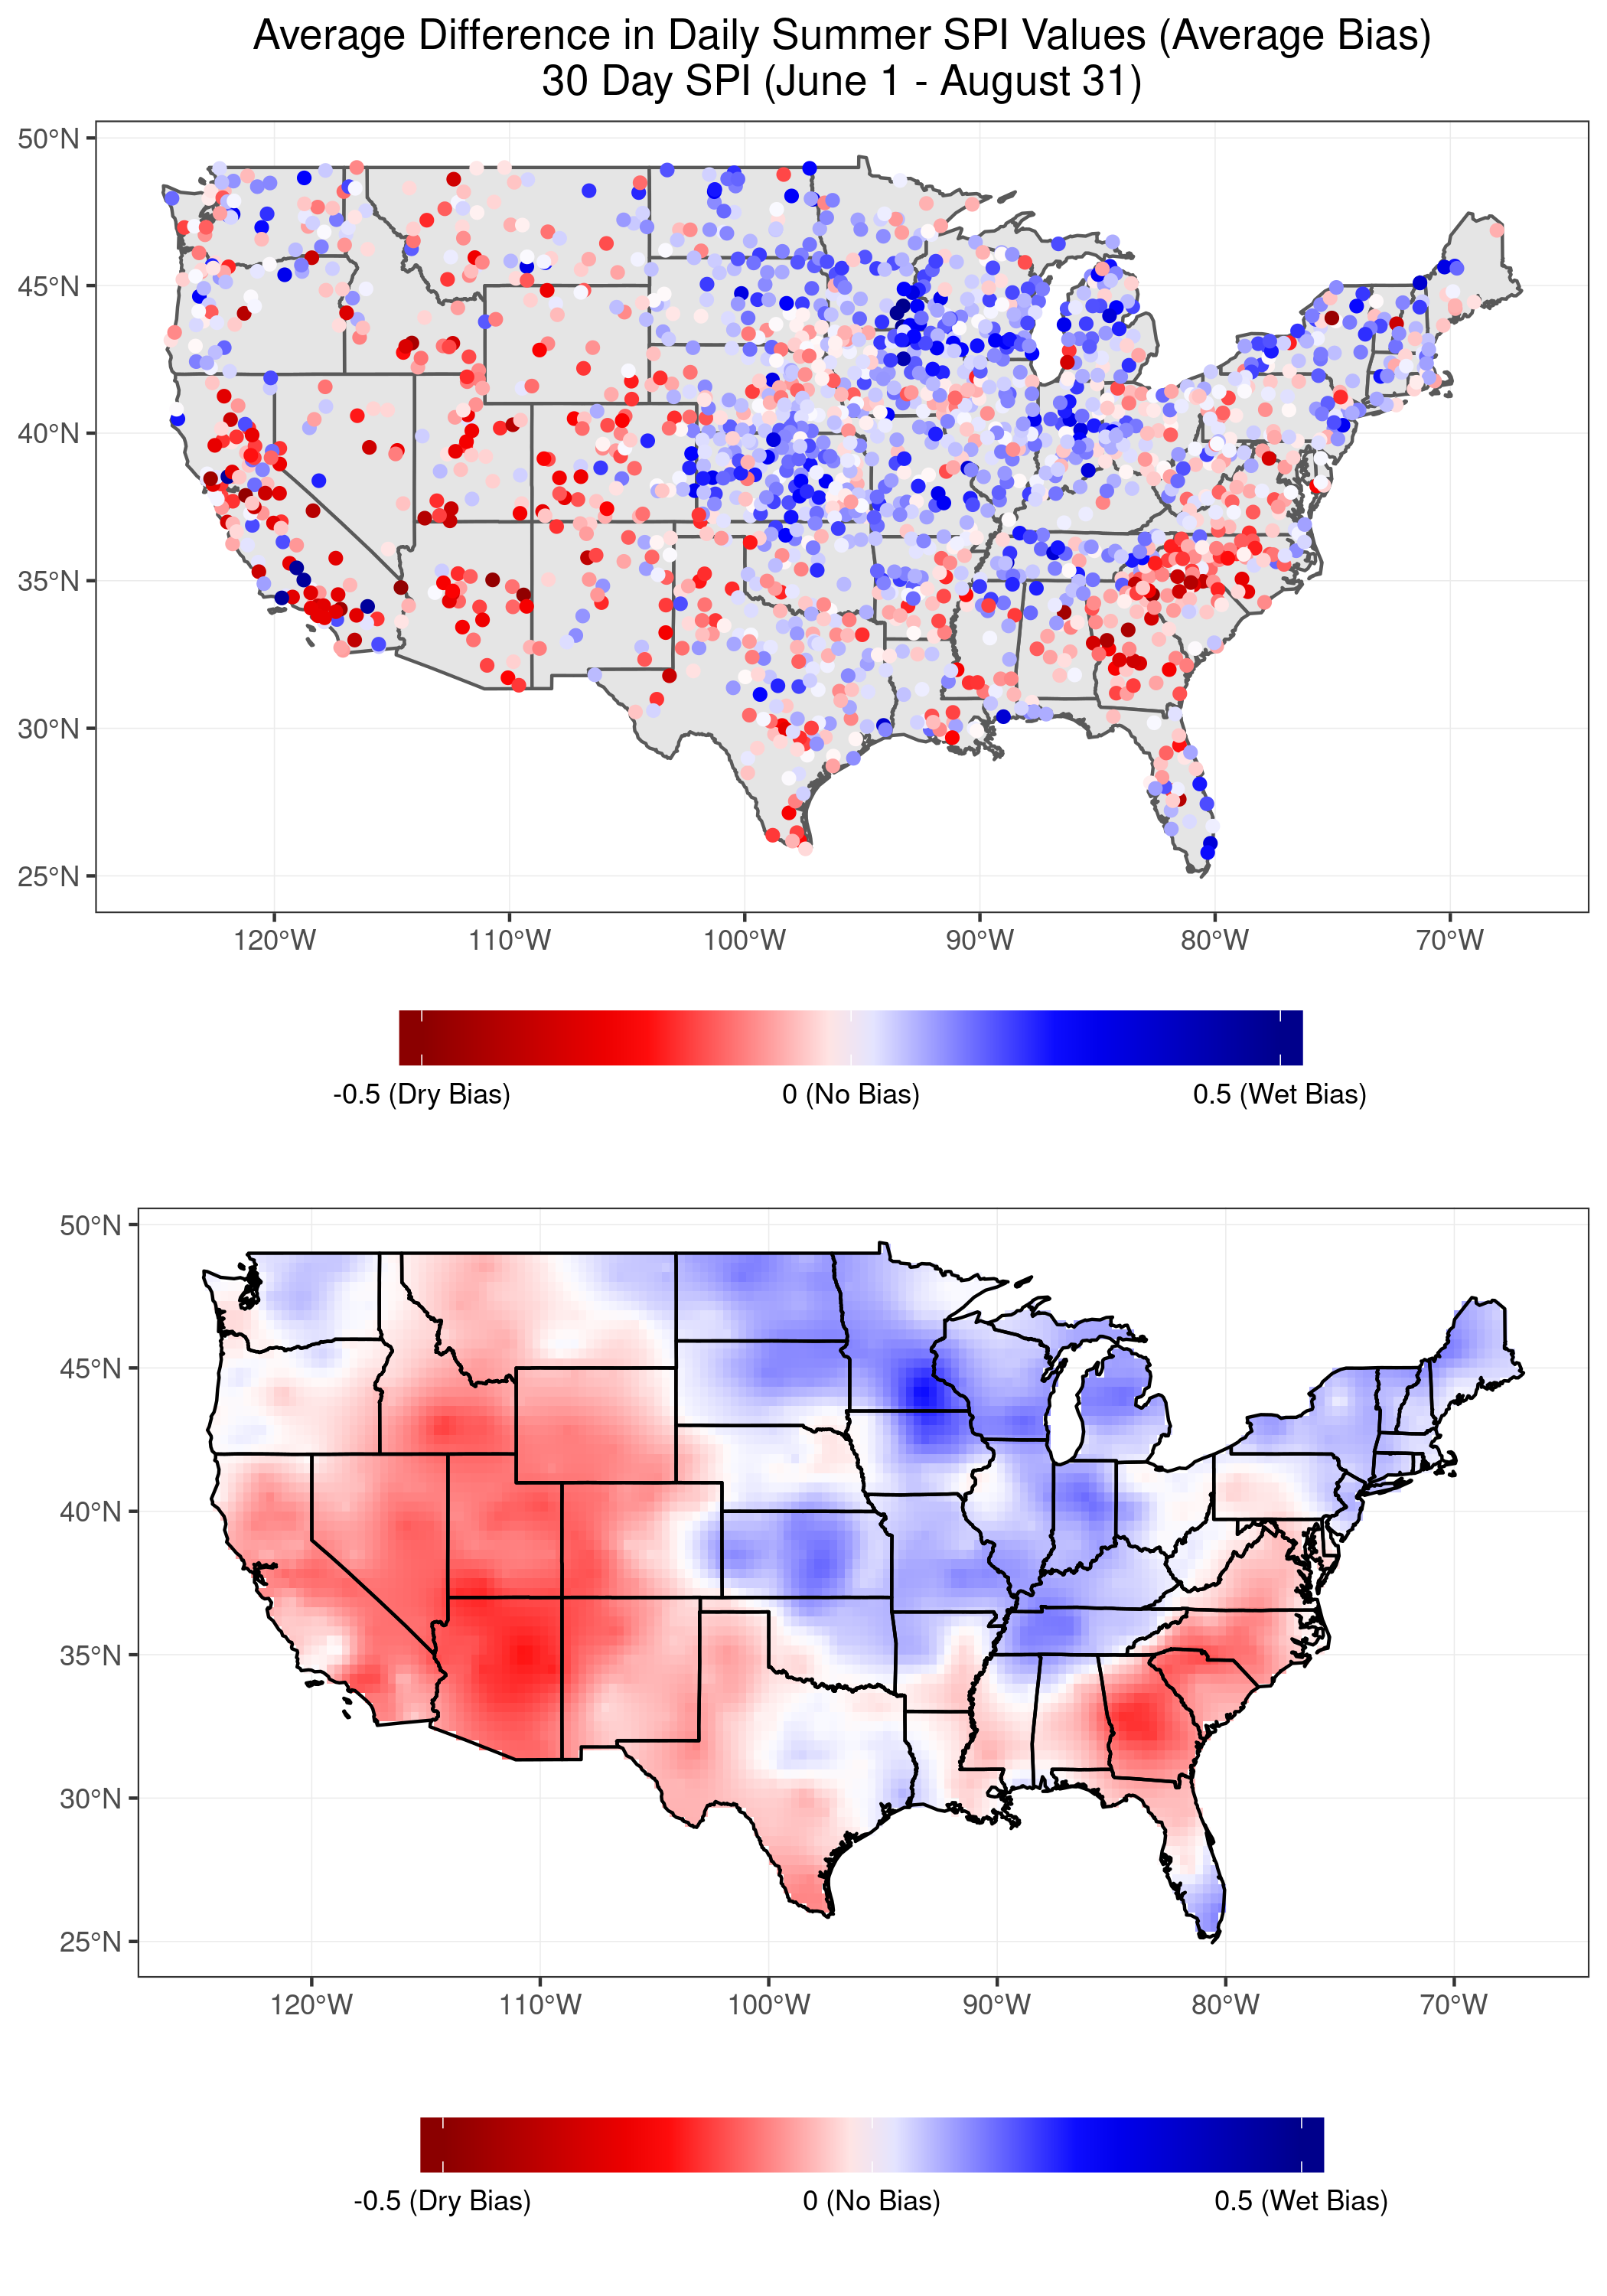 Average Difference in Daily Summer SPI Values (Average Bias)
30 Day SPI (June 1 - August 31)
50°N
45°N
40°N
35°N
30°N
25°N
120°W 110°W 100°W 90°W 80°W 70°W
-0.5 (Dry Bias) 0 (No Bias) 0.5 (Wet Bias)
50°N
45°N
40°N
35°N
30°N
25°N
120°W 110°W 100°W 90°W 80°W 70°W
-0.5 (Dry Bias) 0 (No Bias) 0.5 (Wet Bias)